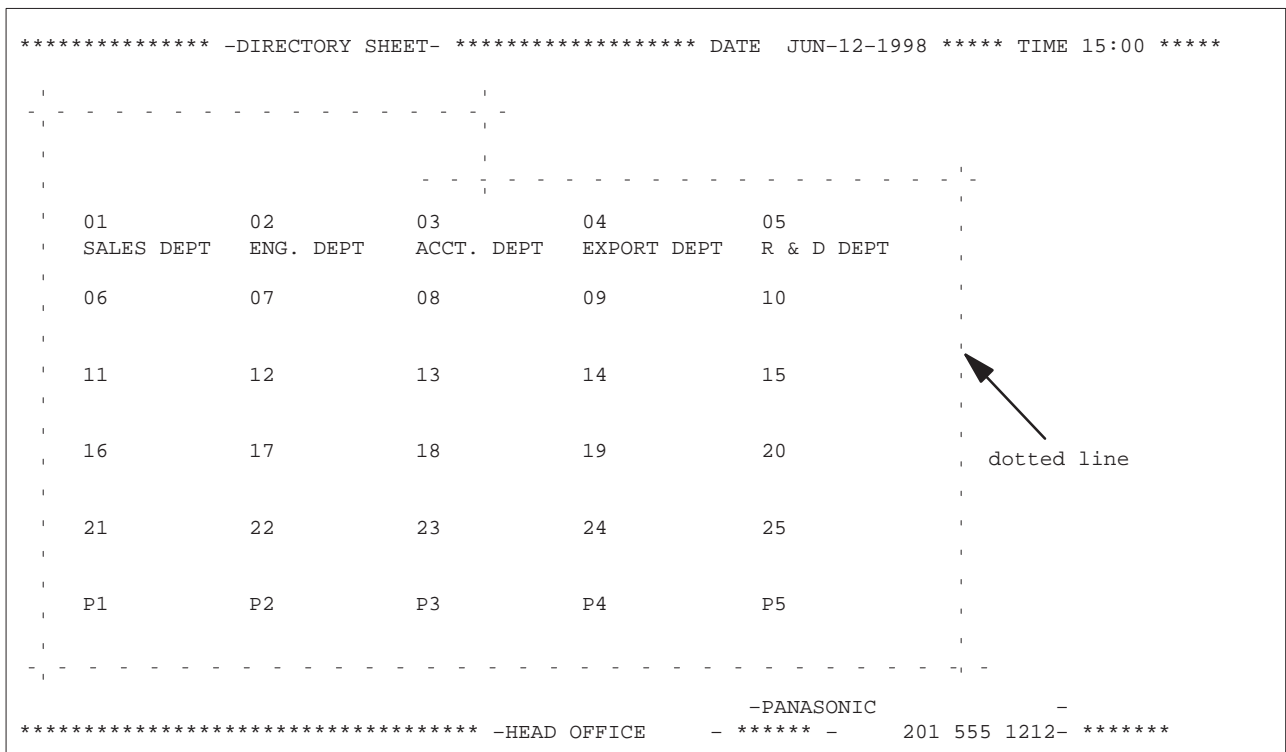 *************** –DIRECTORY SHEET– ******************* DATE JUN–12–1998 ***** TIME 15:00 *****
01 02 03 04 05
SALES DEPT ENG. DEPT ACCT. DEPT EXPORT DEPT R & D DEPT
06 07 08 09 10
11 12 13 14 15
16 17 18 19 20
dotted line
21 22 23 24 25
P1 P2 P3 P4 P5
–PANASONIC –
************************************ –HEAD OFFICE – ****** – 201 555 1212– *******